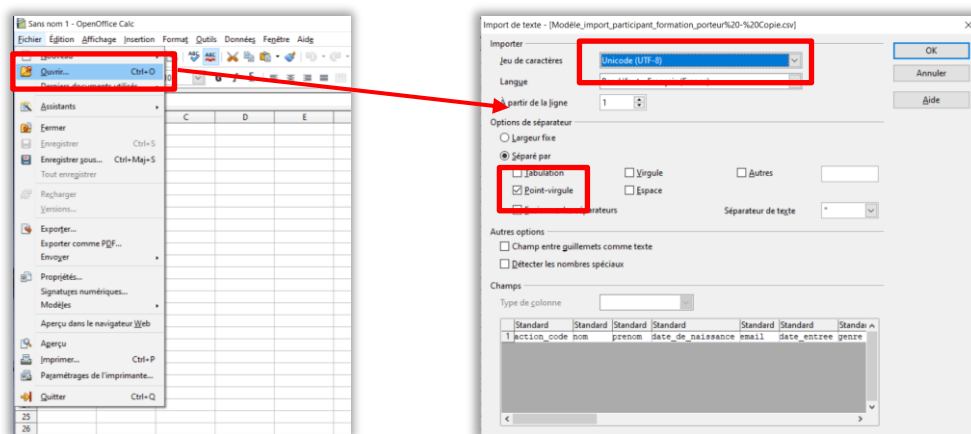 Sans nom 1 - OpenOffice Calc
Fichier Édition Affichage Insertion Format Outils Données Fenêtre Aide
Ouvrir... Ctrl+O
Derniers documents utilisés
Assistants
Fermer
Enregistrer Ctrl+S
Enregistrer sous... Ctrl+Maj+S
Tout enregistrer
Recharger
Versions...
Exporter...
Exporter comme PDF...
Envoyer
Propriétés...
Signatures numériques...
Modèles
Aperçu dans le navigateur Web
Aperçu
Imprimer... Ctrl+P
Paramétrages de l'imprimante...
Quitter Ctrl+Q
C D E
25
26
Import de texte - [Modèle_import_participant_formation_porteur%20-%20Copie.csv]
Importer
Jeu de caractères Unicode (UTF-8)
Langue
À partir de la ligne 1
OK
Annuler
Aide
Options de séparateur
Largeur fixe
Séparé par
Tabulation Virgule Autres
Point-virgule Espace
Séparateur de texte "
Autres options
Champ entre guillemets comme texte
Détecter les nombres spéciaux
Champs
Type de colonne
Standard Standard Standard Standard Standard Standard Standar
1 action_code nom prenom date_de_naissance email date_entree genre